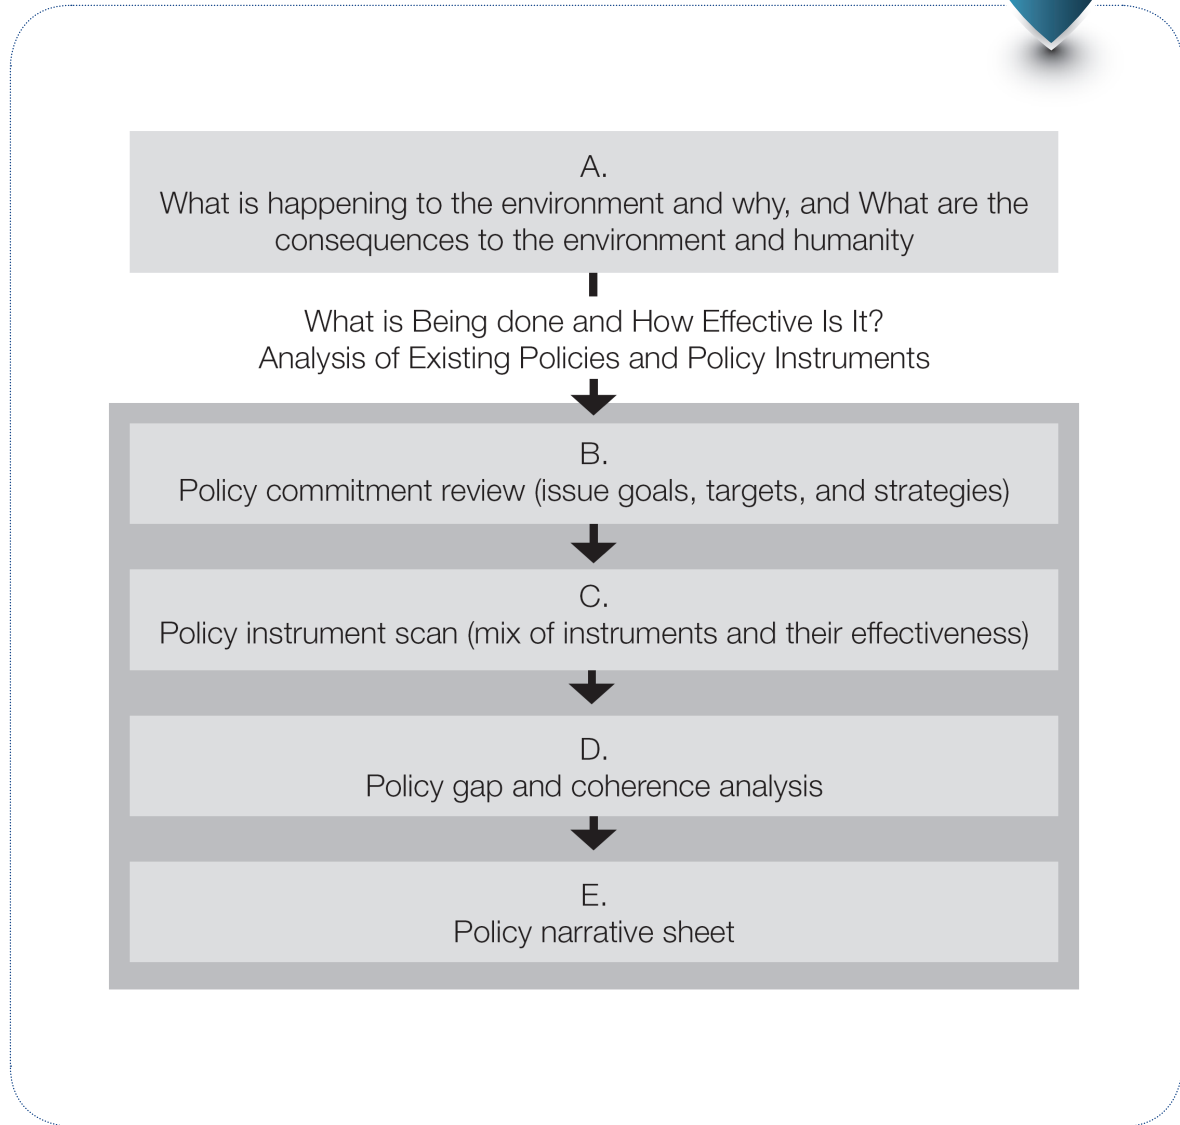 A.
What is happening to the environment and why, and What are the
consequences to the environment and humanity
What is Being done and How Effective Is It?
Analysis of Existing Policies and Policy Instruments
B.
Policy commitment review (issue goals, targets, and strategies)
C.
Policy instrument scan (mix of instruments and their effectiveness)
D.
Policy gap and coherence analysis
E.
Policy narrative sheet